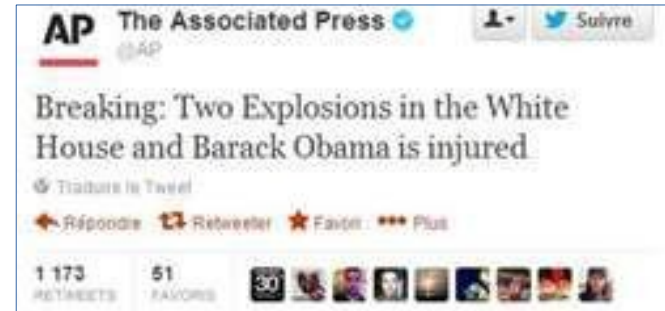 AP The Associated Press
@AP
Suivre
Breaking: Two Explosions in the White
House and Barack Obama is injured
Traduire le Tweet
Répondre Retweeter Favori Plus
1 173 51
RETWEETS FAVORIS
30